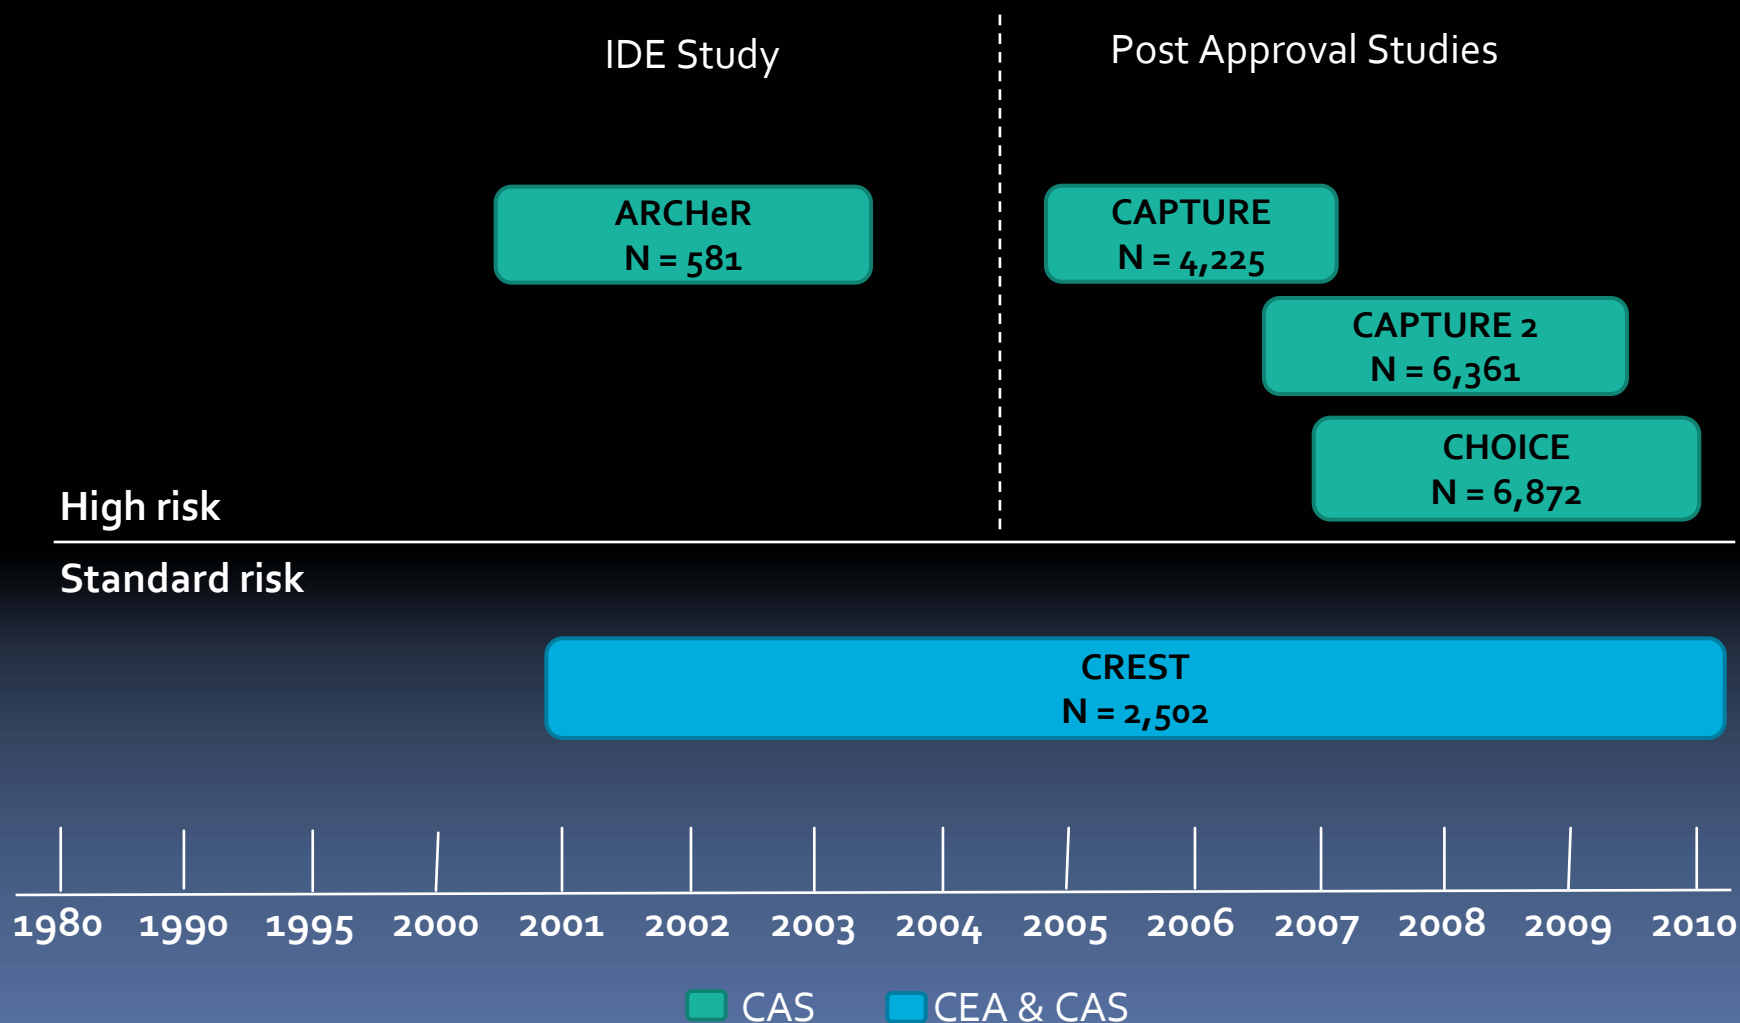 IDE Study
Post Approval Studies
ARCHeR
N = 581
CAPTURE
N = 4,225
CAPTURE 2
N = 6,361
CHOICE
N = 6,872
High risk
Standard risk
CREST
N = 2,502
1980 1990 1995 2000 2001 2002 2003 2004 2005 2006 2007 2008 2009 2010
CAS CEA & CAS